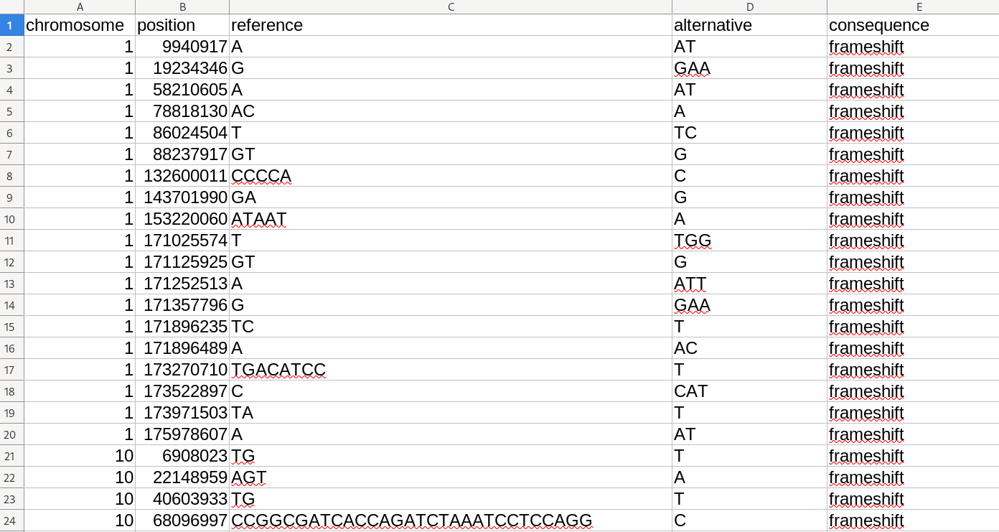 A B C D E
1 chromosome position reference alternative consequence
2 1 9940917 A AT frameshift
3 1 19234346 G GAA frameshift
4 1 58210605 A AT frameshift
5 1 78818130 AC A frameshift
6 1 86024504 T TC frameshift
7 1 88237917 GT G frameshift
8 1 132600011 CCCCA C frameshift
9 1 143701990 GA G frameshift
10 1 153220060 ATAAT A frameshift
11 1 171025574 T TGG frameshift
12 1 171125925 GT G frameshift
13 1 171252513 A ATT frameshift
14 1 171357796 G GAA frameshift
15 1 171896235 TC T frameshift
16 1 171896489 A AC frameshift
17 1 173270710 TGACATCC T frameshift
18 1 173522897 C CAT frameshift
19 1 173971503 TA T frameshift
20 1 175978607 A AT frameshift
21 10 6908023 TG T frameshift
22 10 22148959 AGT A frameshift
23 10 40603933 TG T frameshift
24 10 68096997 CCGGCGATCACCAGATCTAAATCCTCCAGG C frameshift